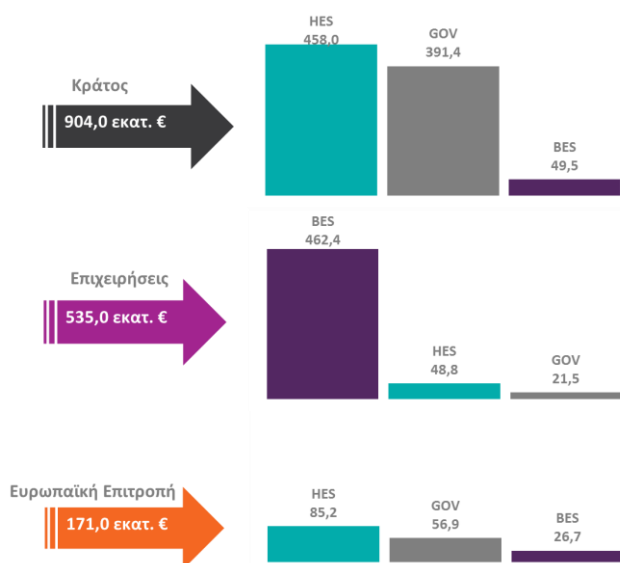 HES
458,0
GOV
391,4
Κράτος
904,0 εκατ. €
BES
49,5
BES
462,4
Επιχειρήσεις
535,0 εκατ. €
HES
48,8
GOV
21,5
Ευρωπαϊκή Επιτροπή
171,0 εκατ. €
HES
85,2
GOV
56,9
BES
26,7